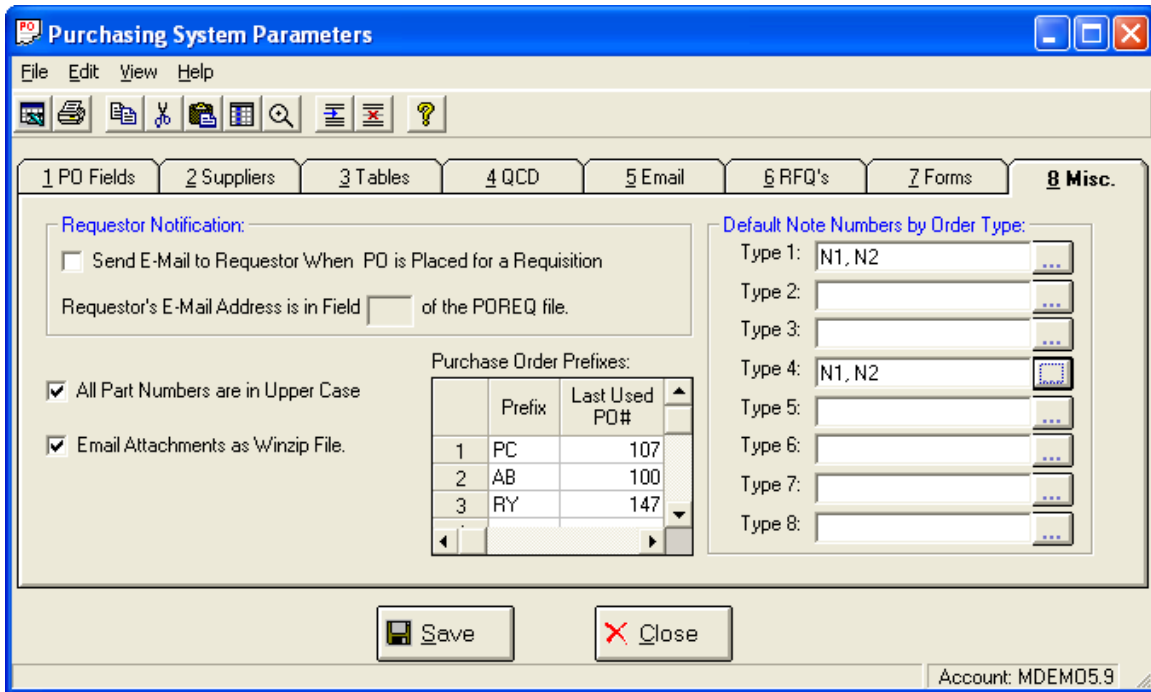 PO
Purchasing System Parameters
File Edit View Help
1 PO Fields 2 Suppliers 3 Tables 4 QCD 5 Email 6 RFQ's 7 Forms 8 Misc.
Requestor Notification:
Send E-Mail to Requestor When PO is Placed for a Requisition
Requestor's E-Mail Address is in Field of the POREQ file.
All Part Numbers are in Upper Case
Email Attachments as Winzip File.
Purchase Order Prefixes:
Prefix Last Used PO#
1 PC 107
2 AB 100
3 RY 147
Default Note Numbers by Order Type:
Type 1: N1, N2 ...
Type 2: ...
Type 3: ...
Type 4: N1, N2 ...
Type 5: ...
Type 6: ...
Type 7: ...
Type 8: ...
Save Close
Account: MDEMO5.9